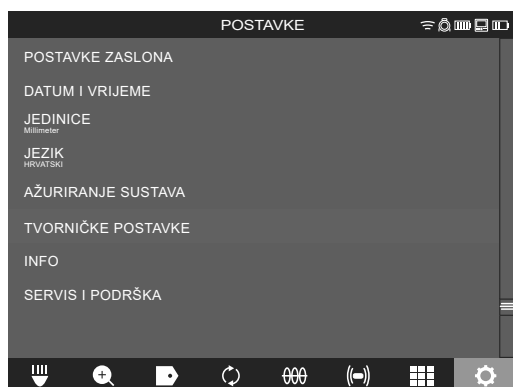 POSTAVKE
POSTAVKE ZASLONA
DATUM I VRIJEME
JEDINICE
Millimeter
JEZIK
HRVATSKI
AŽURIRANJE SUSTAVA
TVORNIČKE POSTAVKE
INFO
SERVIS I PODRŠKA